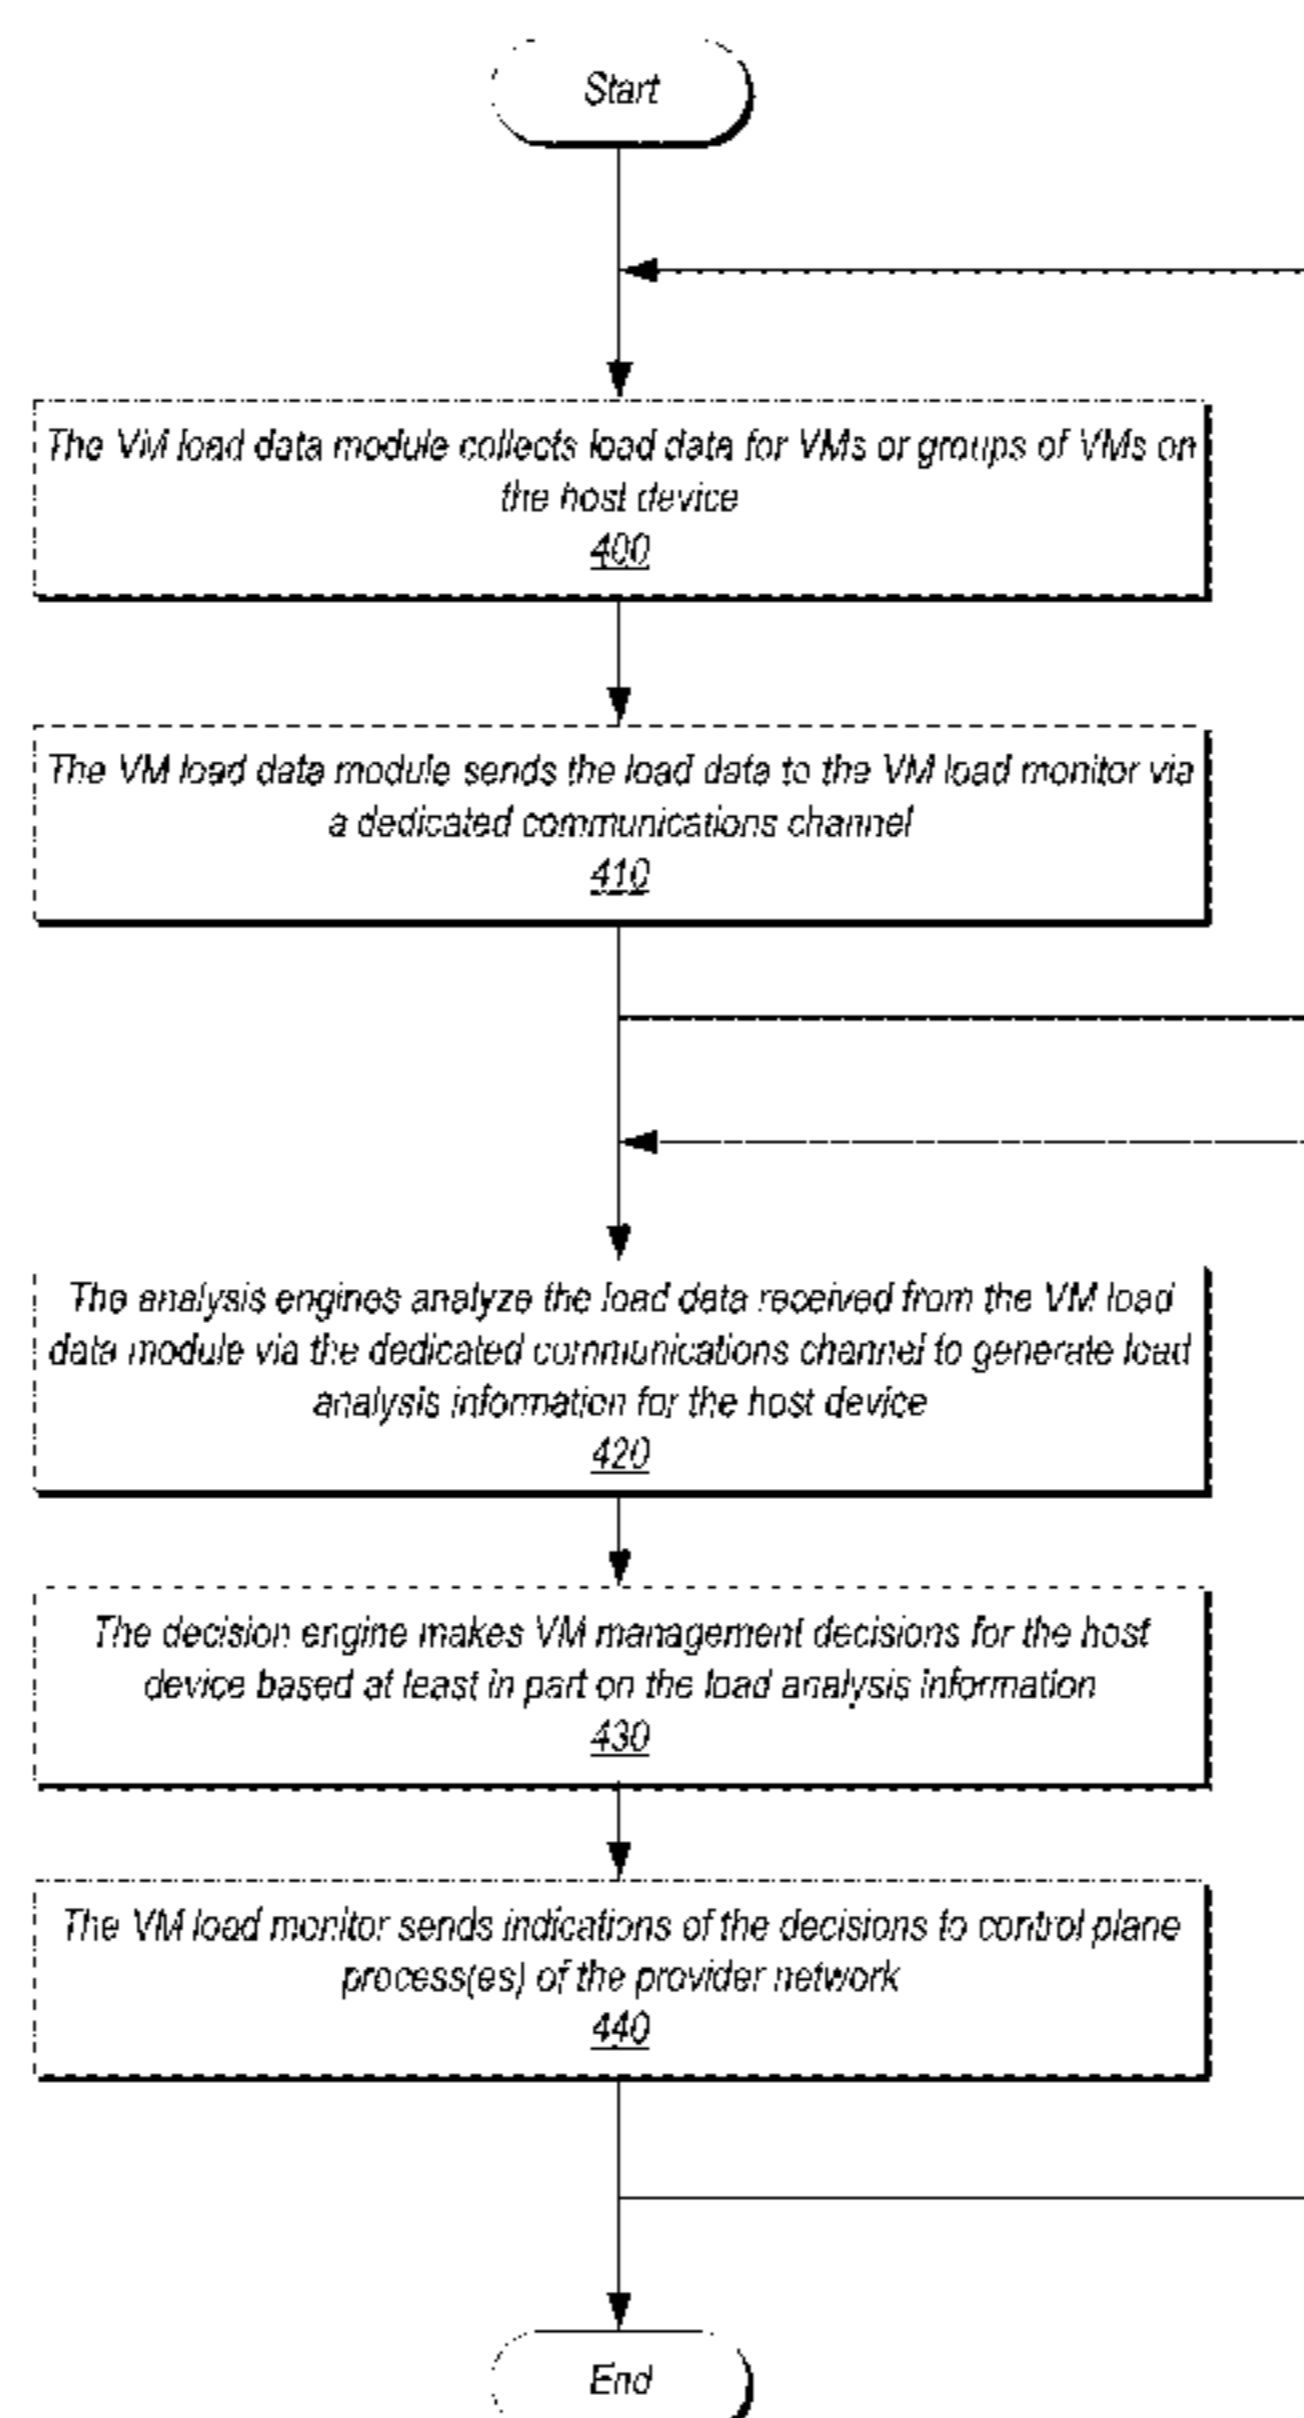 Start
The VM load data module collects load data for VMs or groups of VMs on
the host device
400
The VM load data module sends the load data to the VM load monitor via
a dedicated communications channel
410
The analysis engines analyze the load data received from the VM load
data module via the dedicated communications channel to generate load
analysis information for the host device
420
The decision engine makes VM management decisions for the host
device based at least in part on the load analysis information
430
The VM load monitor sends indications of the decisions to control plane
process(es) of the provider network
440
End